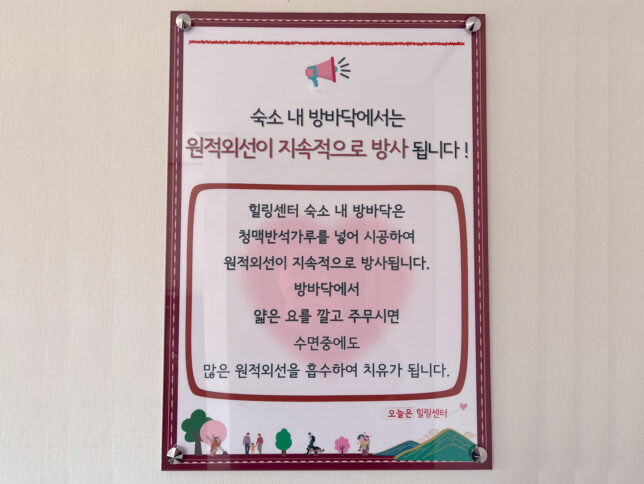 숙소 내 방바닥에서는
원적외선이 지속적으로 방사 됩니다!
힐링센터 숙소 내 방바닥은
청맥반석가루를 넣어 시공하여
원적외선이 지속적으로 방사됩니다.
방바닥에서
얇은 요를 깔고 주무시면
수면중에도
많은 원적외선을 흡수하여 치유가 됩니다.
오늘은 힐링센터